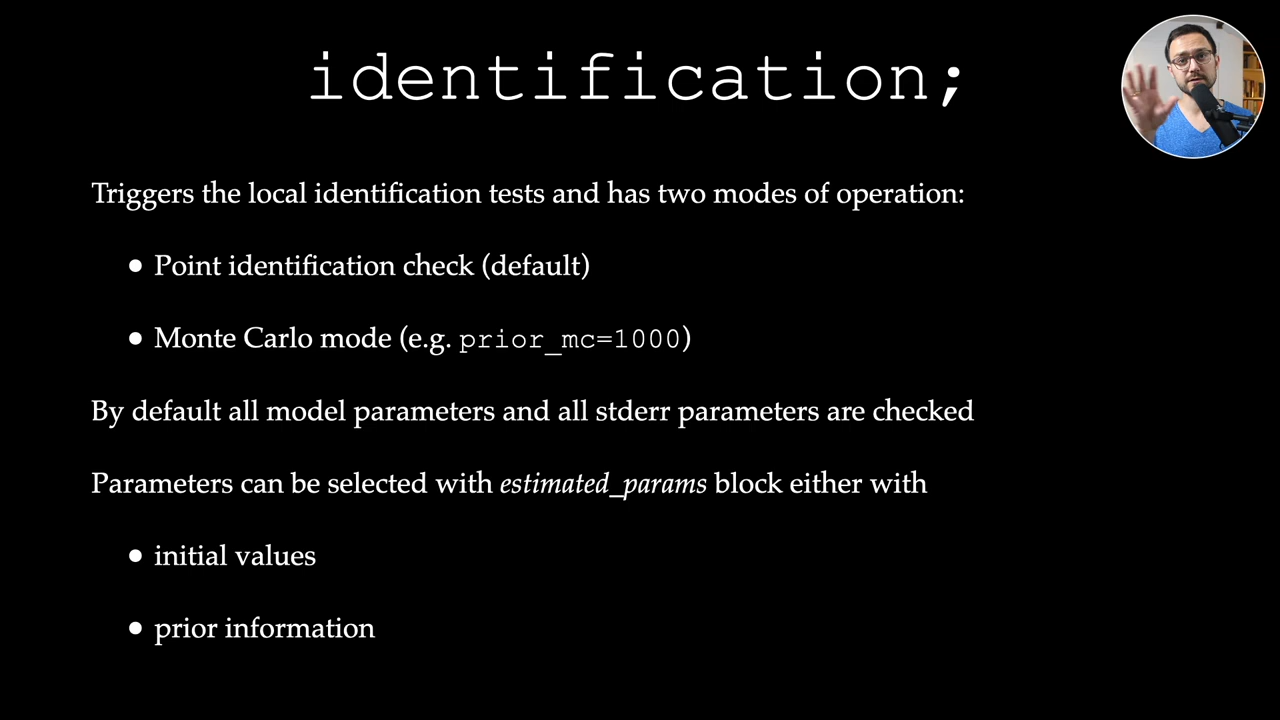 identification;
Triggers the local identification tests and has two modes of operation:
● Point identification check (default)
● Monte Carlo mode (e.g. prior_mc=1000)
By default all model parameters and all stderr parameters are checked
Parameters can be selected with estimated_params block either with
● initial values
● prior information